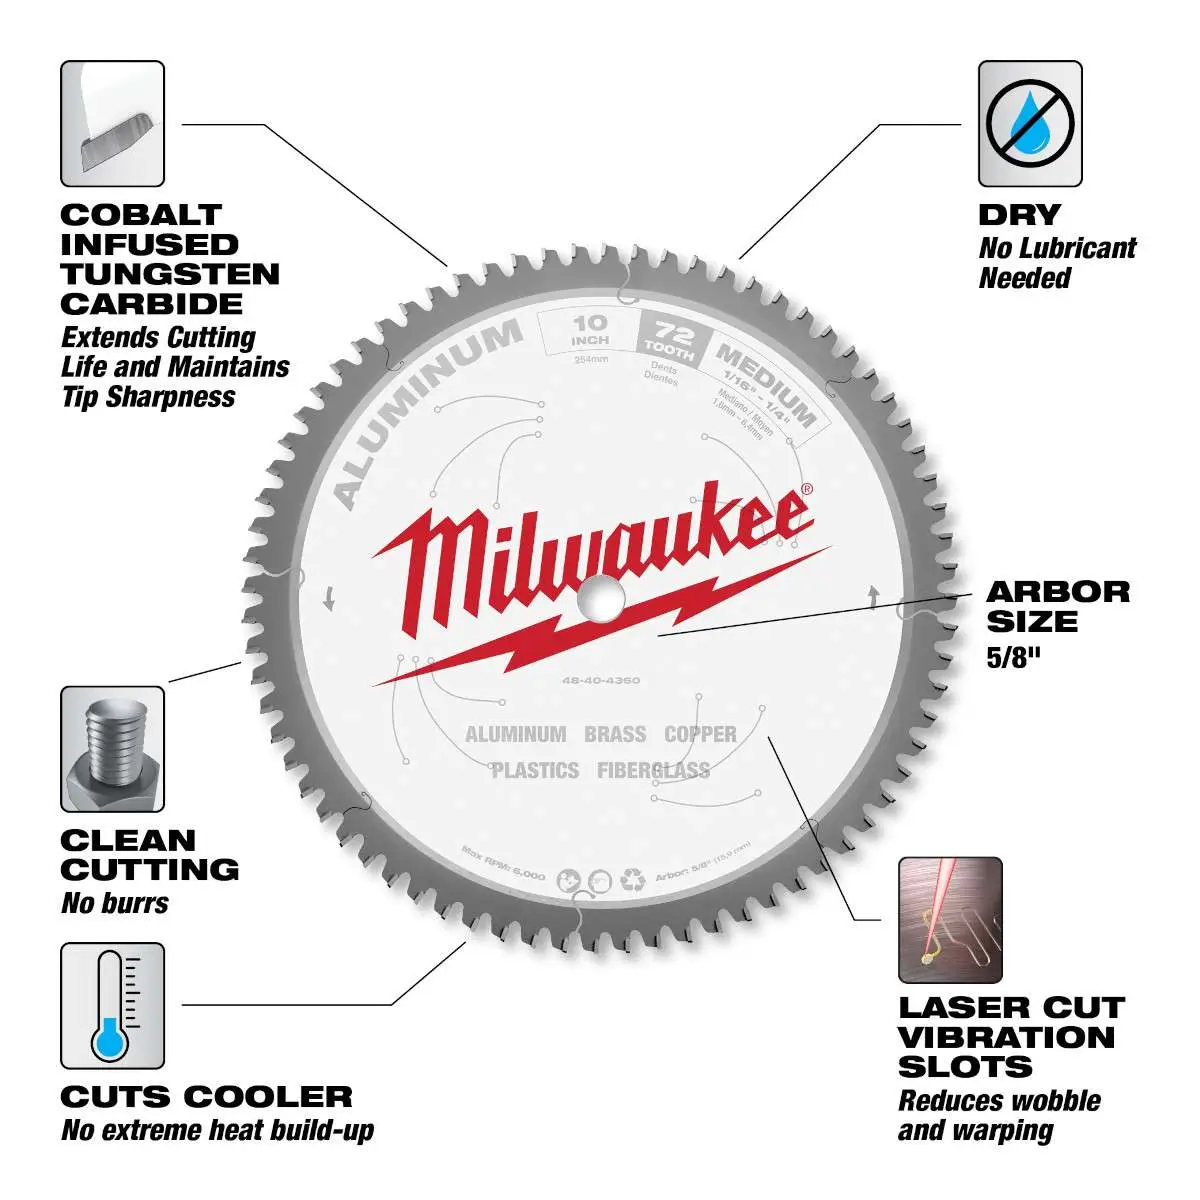 COBALT
INFUSED
TUNGSTEN
CARBIDE
Extends Cutting
Life and Maintains
Tip Sharpness
DRY
No Lubricant
Needed
ALUMINUM
10
INCH
254mm
72
TOOTH
Dents
Dientes
MEDIUM
1/16" - 1/4"
Mediano / Moyen
1,6mm - 6,4mm
Milwaukee®
48-40-4360
ALUMINUM BRASS COPPER
PLASTICS FIBERGLASS
Max RPM: 6,000
Arbor: 5/8" (15,9 mm)
ARBOR
SIZE
5/8"
CLEAN
CUTTING
No burrs
CUTS COOLER
No extreme heat build-up
LASER CUT
VIBRATION
SLOTS
Reduces wobble
and warping